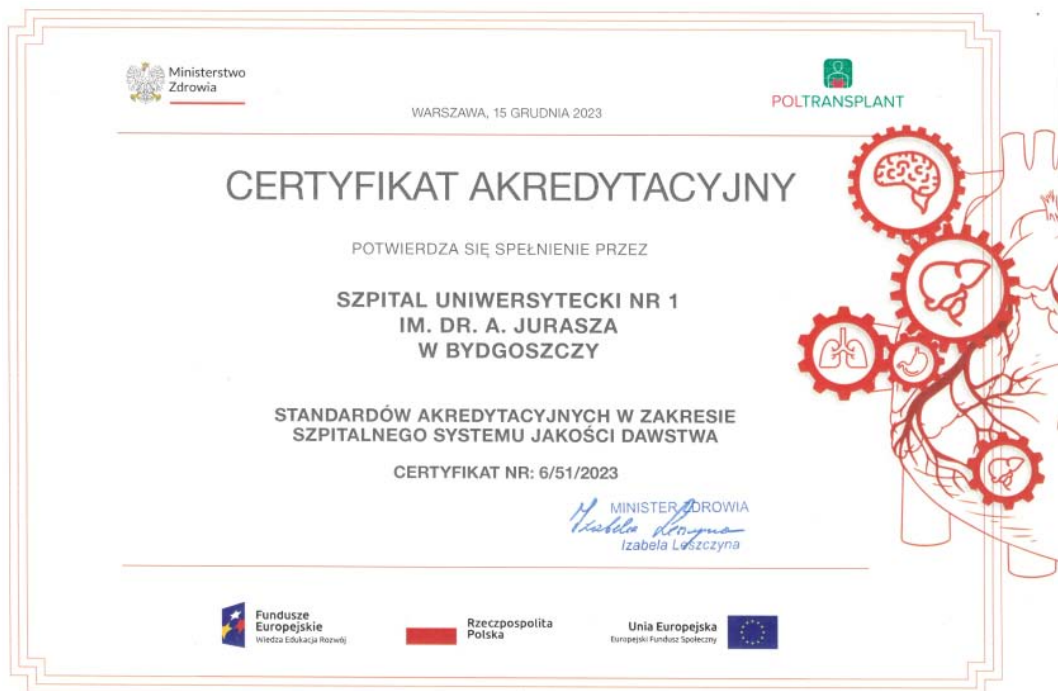 Ministerstwo
Zdrowia
POLTRANSPLANT
WARSZAWA, 15 GRUDNIA 2023
CERTYFIKAT AKREDYTACYJNY
POTWIERDZA SIĘ SPEŁNIENIE PRZEZ
SZPITAL UNIWERSYTECKI NR 1
IM. DR. A. JURASZA
W BYDGOSZCZY
STANDARDÓW AKREDYTACYJNYCH W ZAKRESIE
SZPITALNEGO SYSTEMU JAKOŚCI DAWSTWA
CERTYFIKAT NR: 6/51/2023
MINISTER ZDROWIA
Izabela Leszczyna
Izabela Leszczyna
Fundusze
Europejskie
Wiedza Edukacja Rozwój
Rzeczpospolita
Polska
Unia Europejska
Europejski Fundusz Społeczny